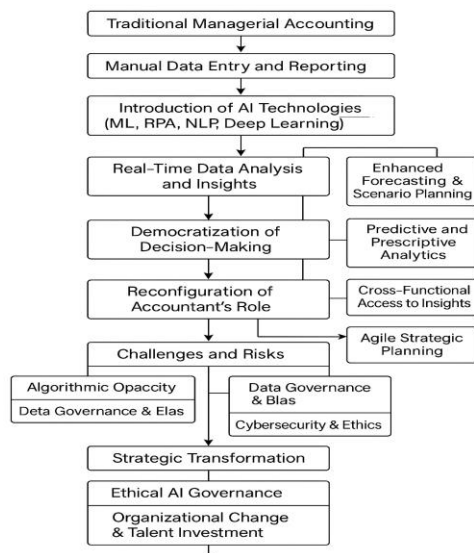 Traditional Managerial Accounting
Manual Data Entry and Reporting
Introduction of AI Technologies
(ML, RPA, NLP, Deep Learning)
Real-Time Data Analysis
and Insights
Enhanced
Forecasting &
Scenario Planning
Democratization of
Decision-Making
Predictive and
Prescriptive
Analytics
Reconfiguration of
Accountant's Role
Cross-Functional
Access to Insights
Agile Strategic
Planning
Challenges and Risks
Algorithmic Opaccity
Deta Governance & Elas
Data Governance
& Blas
Cybersecurity & Ethics
Strategic Transformation
Ethical AI Governance
Organizational Change
& Talent Investment